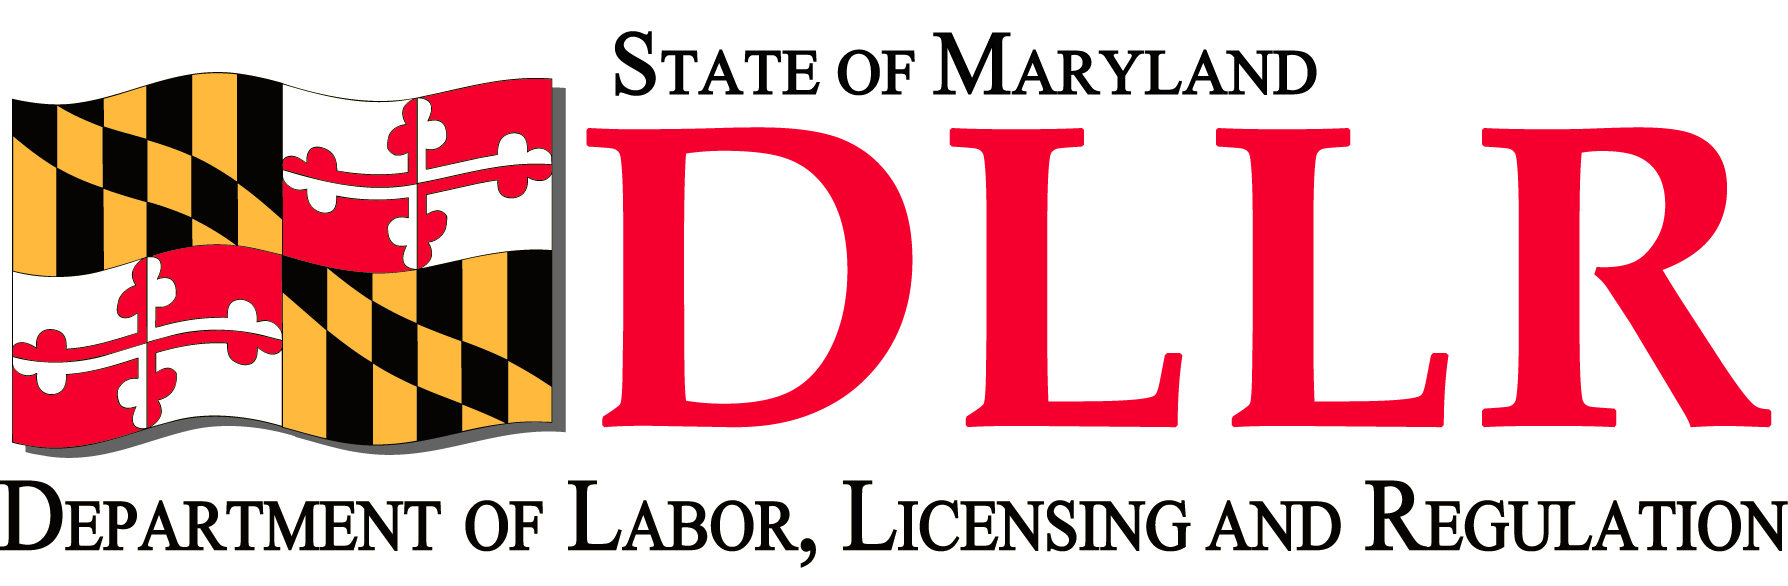 STATE OF MARYLAND
DLLR
DEPARTMENT OF LABOR, LICENSING AND REGULATION